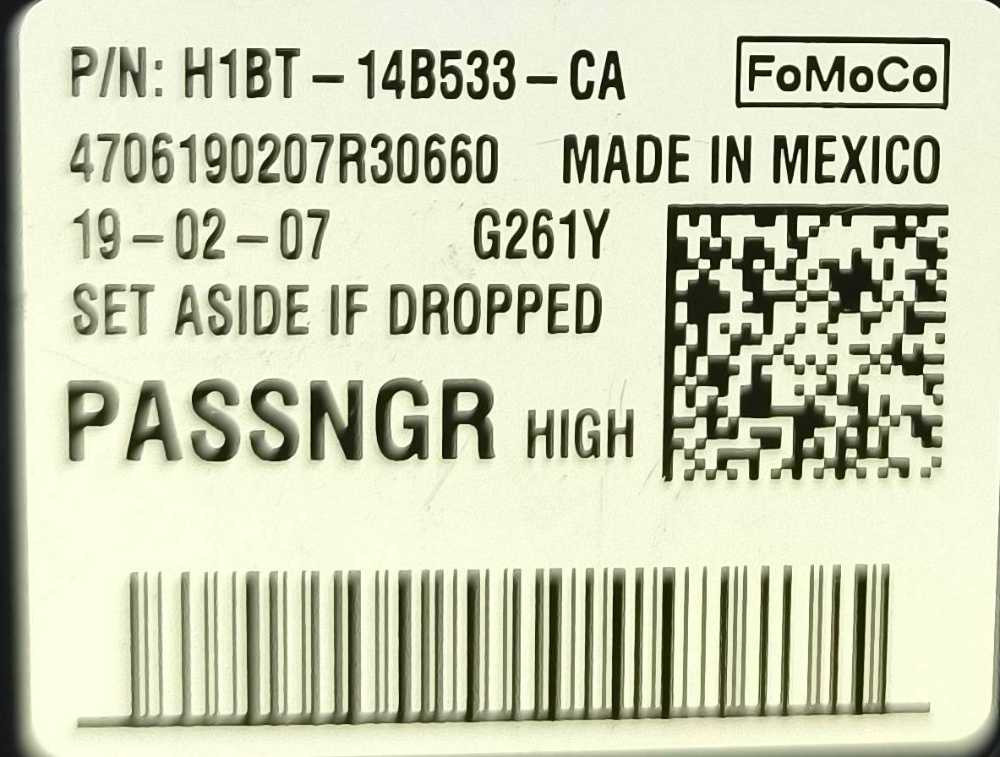 P/N: H1BT-14B533-CA FoMoCo
4706190207R30660 MADE IN MEXICO
19-02-07 G261Y
SET ASIDE IF DROPPED
PASSNGR HIGH